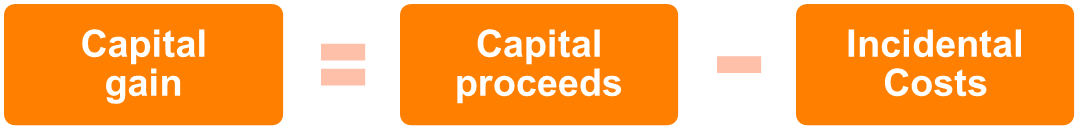 Capital
gain
=
Capital
proceeds
-
Incidental
Costs